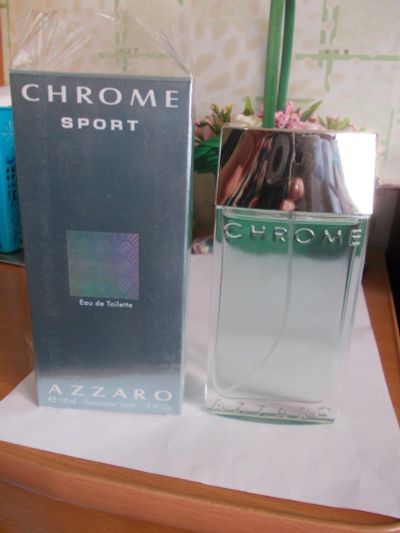 CHROME
SPORT
Eau de Toilette
AZZARO
CHROME
AZZARO